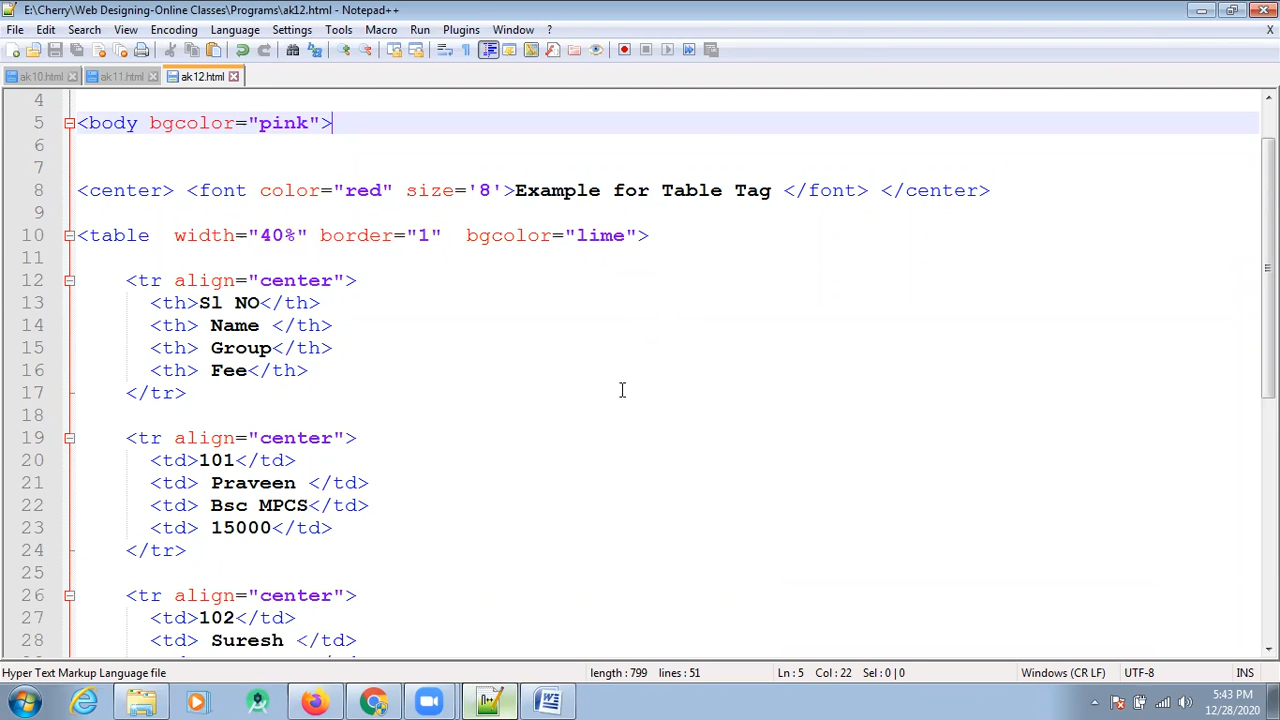 E:\Cherry\Web Designing-Online Classes\Programs\ak12.html - Notepad++
File Edit Search View Encoding Language Settings Tools Macro Run Plugins Window ? X
ak10.html ak11.html ak12.html
4
5 <body bgcolor="pink">
6
7
8 <center> <font color="red" size='8'>Example for Table Tag </font> </center>
9
10 <table  width="40%" border="1"  bgcolor="lime">
11
12 <tr align="center">
13 <th>Sl NO</th>
14 <th> Name </th>
15 <th> Group</th>
16 <th> Fee</th>
17 </tr>
18
19 <tr align="center">
20 <td>101</td>
21 <td> Praveen </td>
22 <td> Bsc MPCS</td>
23 <td> 15000</td>
24 </tr>
25
26 <tr align="center">
27 <td>102</td>
28 <td> Suresh </td>
Hyper Text Markup Language file length : 799 lines : 51 Ln : 5 Col : 22 Sel : 0 | 0 Windows (CR LF) UTF-8 INS
5:43 PM
12/28/2020